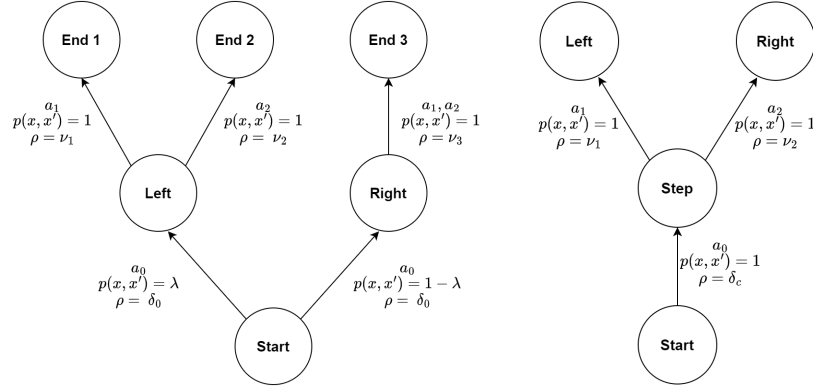 End 1
End 2
End 3
a₁
p(x, x′) = 1
ρ = ν₁
a₂
p(x, x′) = 1
ρ = ν₂
a₁, a₂
p(x, x′) = 1
ρ = ν₃
Left
Right
a₀
p(x, x′) = λ
ρ = δ₀
a₀
p(x, x′) = 1 − λ
ρ = δ₀
Start
Left
Right
a₁
p(x, x′) = 1
ρ = ν₁
a₂
p(x, x′) = 1
ρ = ν₂
Step
a₀
p(x, x′) = 1
ρ = δ_c
Start